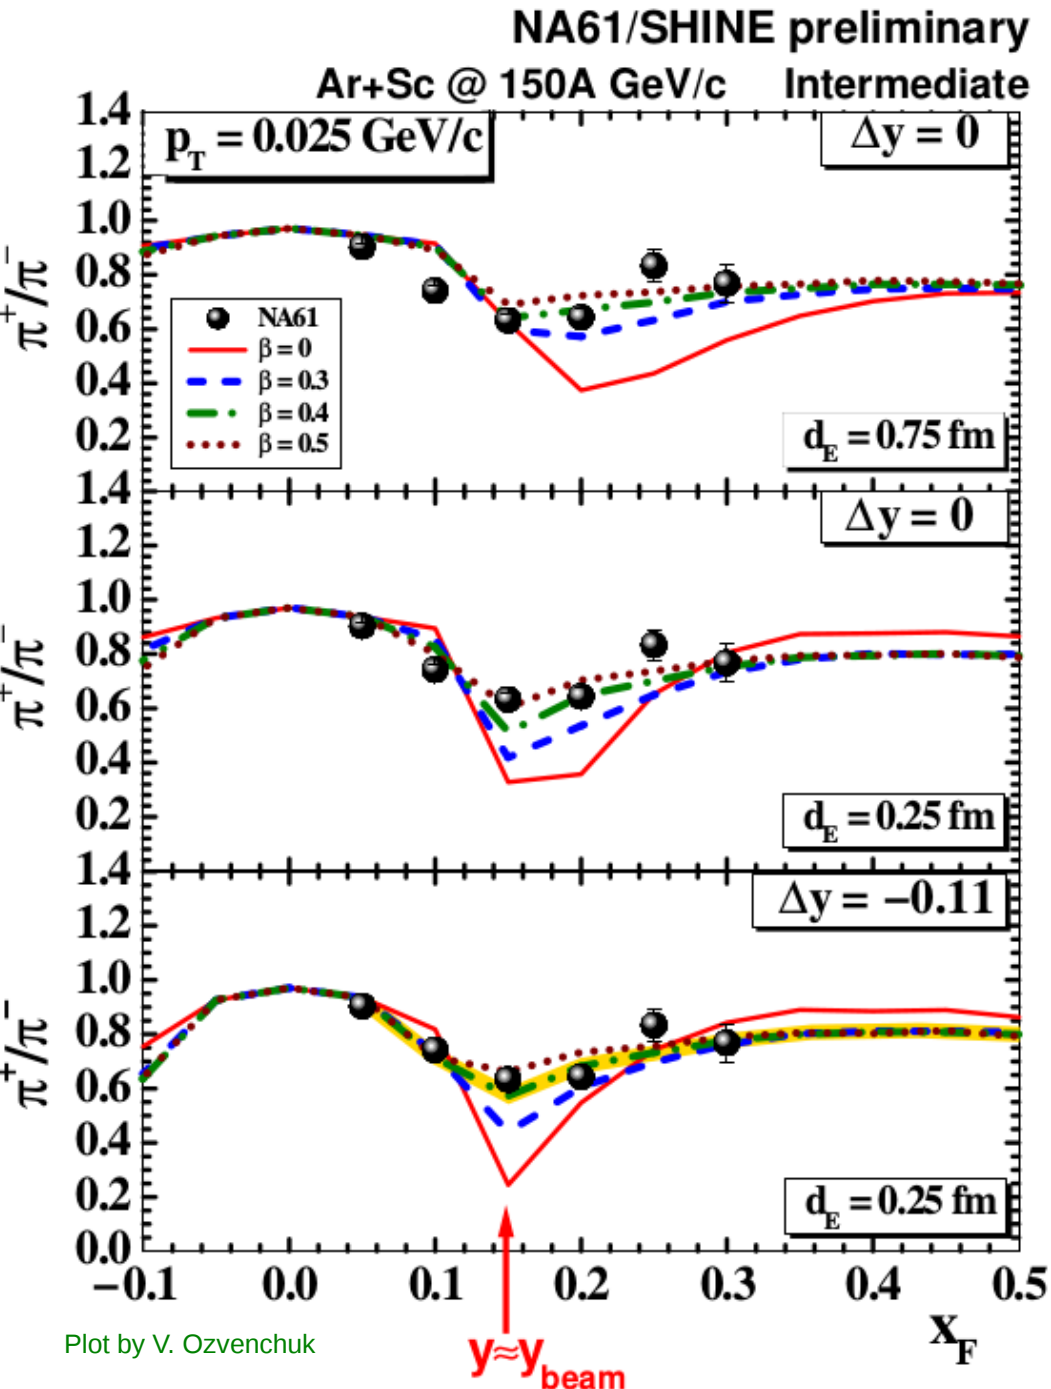 NA61/SHINE preliminary
Ar+Sc @ 150A GeV/c Intermediate
p_T = 0.025 GeV/c
Δy = 0
1.4
1.2
1.0
0.8
0.6
0.4
0.2
π⁺/π⁻
NA61
β = 0
β = 0.3
β = 0.4
β = 0.5
d_E = 0.75 fm
1.4
1.2
1.0
0.8
0.6
0.4
0.2
π⁺/π⁻
Δy = 0
d_E = 0.25 fm
1.4
1.2
1.0
0.8
0.6
0.4
0.2
0.0
π⁺/π⁻
Δy = −0.11
d_E = 0.25 fm
−0.1 0.0 0.1 0.2 0.3 0.4 0.5
x_F
y≈y_beam
Plot by V. Ozvenchuk